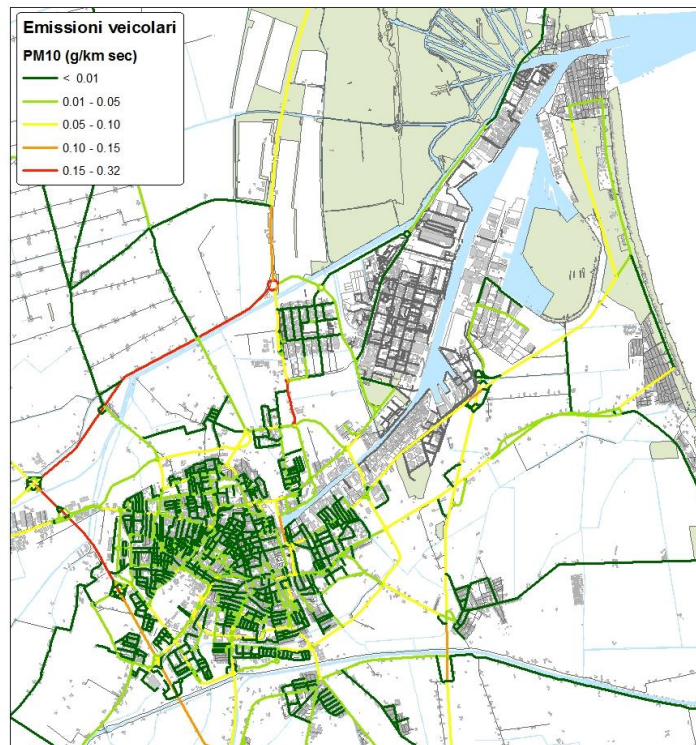 Emissioni veicolari
PM10 (g/km sec)
< 0.01
0.01 - 0.05
0.05 - 0.10
0.10 - 0.15
0.15 - 0.32